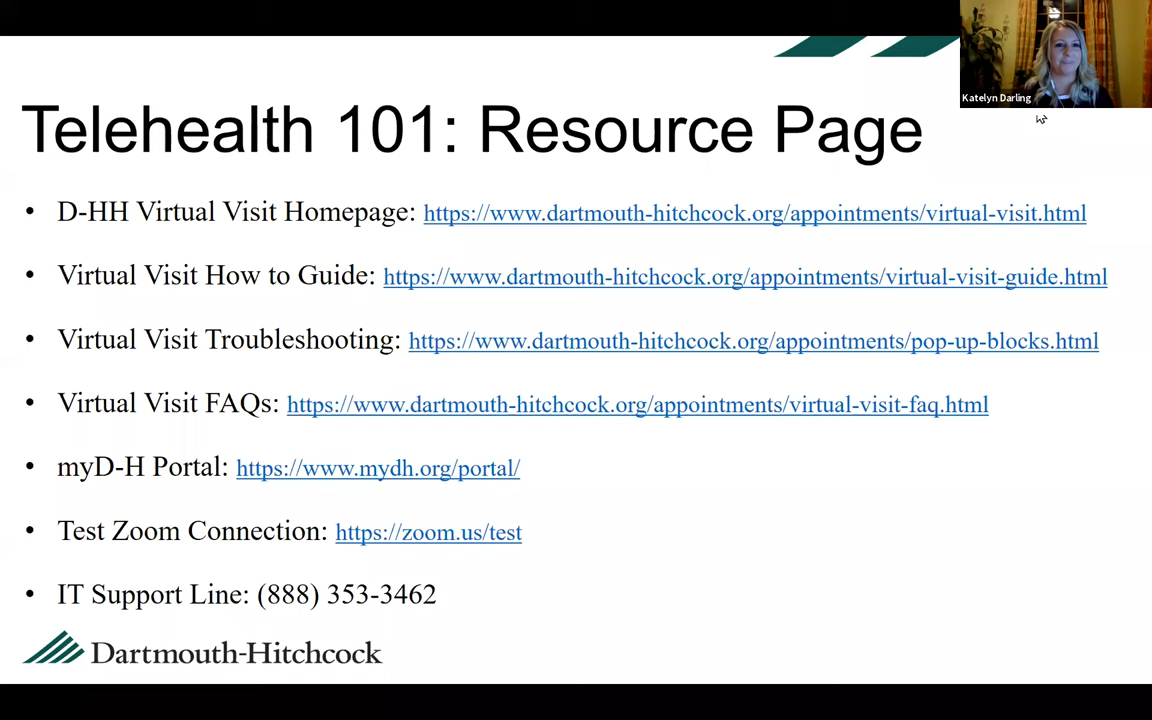 Katelyn Darling
Telehealth 101: Resource Page
• D-HH Virtual Visit Homepage: https://www.dartmouth-hitchcock.org/appointments/virtual-visit.html
• Virtual Visit How to Guide: https://www.dartmouth-hitchcock.org/appointments/virtual-visit-guide.html
• Virtual Visit Troubleshooting: https://www.dartmouth-hitchcock.org/appointments/pop-up-blocks.html
• Virtual Visit FAQs: https://www.dartmouth-hitchcock.org/appointments/virtual-visit-faq.html
• myD-H Portal: https://www.mydh.org/portal/
• Test Zoom Connection: https://zoom.us/test
• IT Support Line: (888) 353-3462
Dartmouth-Hitchcock